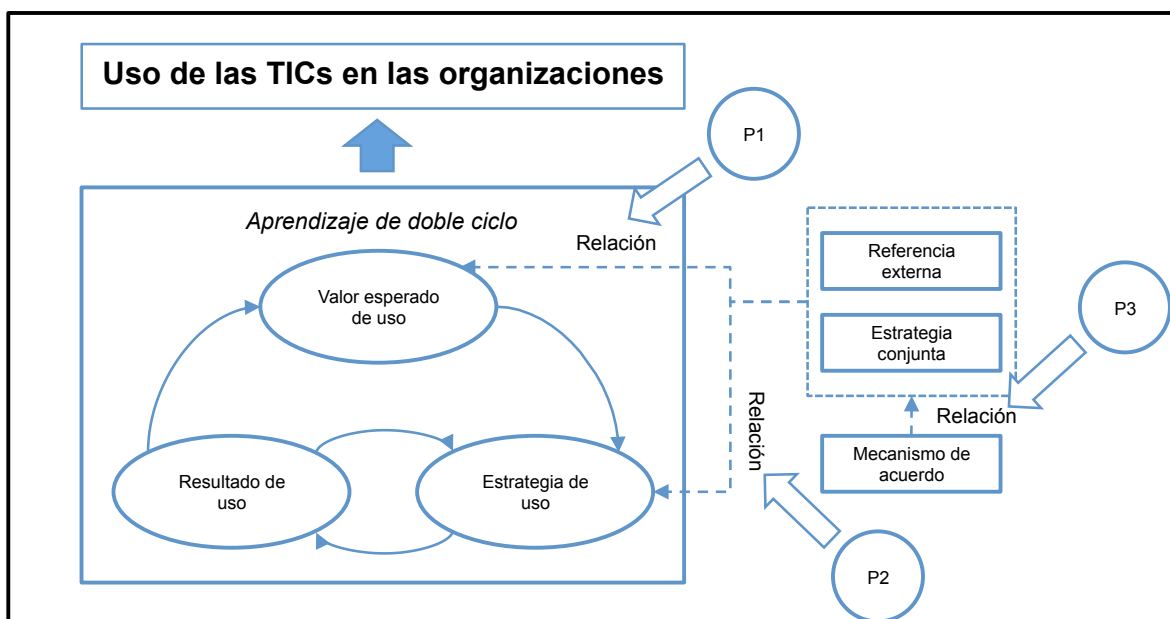 Uso de las TICs en las organizaciones
P1
Aprendizaje de doble ciclo
Relación
Referencia
externa
Valor esperado
de uso
P3
Estrategia
conjunta
Relación
Relación
Mecanismo de
acuerdo
Resultado de
uso
Estrategia de
uso
P2